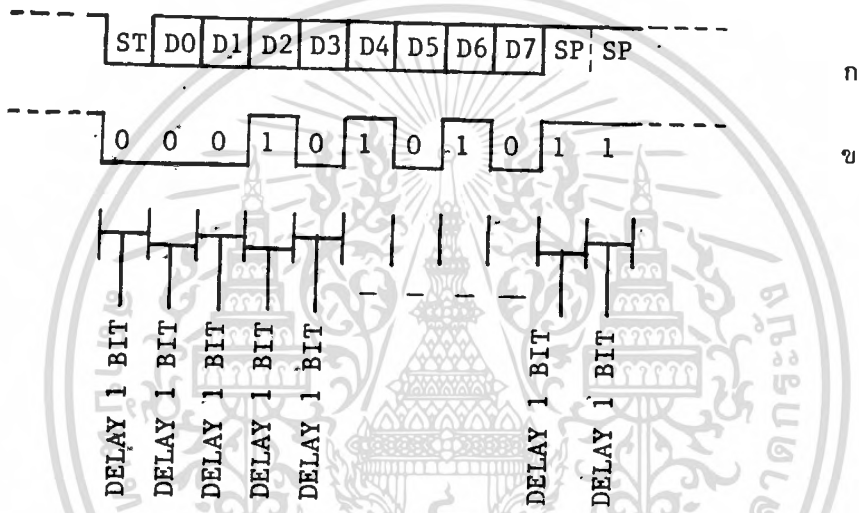 ST D0 D1 D2 D3 D4 D5 D6 D7 SP SP
ก
0 0 0 1 0 1 0 1 0 1 1
ข
DELAY 1 BIT
DELAY 1 BIT
DELAY 1 BIT
DELAY 1 BIT
DELAY 1 BIT
DELAY 1 BIT
DELAY 1 BIT